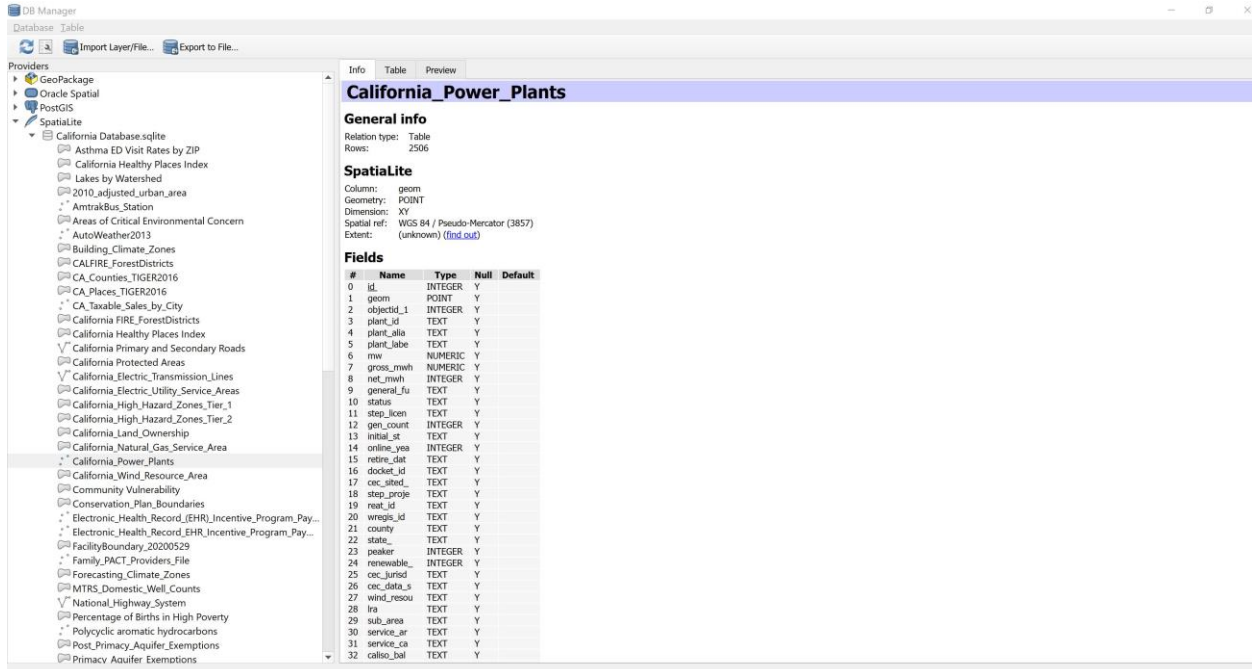 DB Manager
Database Table
Import Layer/File... Export to File...
Providers
GeoPackage
Oracle Spatial
PostGIS
SpatiaLite
California Database.sqlite
Asthma ED Visit Rates by ZIP
California Healthy Places Index
Lakes by Watershed
2010_adjusted_urban_area
AmtrakBus_Station
Areas of Critical Environmental Concern
AutoWeather2013
Building_Climate_Zones
CALFIRE_ForestDistricts
CA_Counties_TIGER2016
CA_Places_TIGER2016
CA_Taxable_Sales_by_City
California FIRE_ForestDistricts
California Healthy Places Index
California Primary and Secondary Roads
California Protected Areas
California_Electric_Transmission_Lines
California_Electric_Utility_Service_Areas
California_High_Hazard_Zones_Tier_1
California_High_Hazard_Zones_Tier_2
California_Land_Ownership
California_Natural_Gas_Service_Area
California_Power_Plants
California_Wind_Resource_Area
Community Vulnerability
Conservation_Plan_Boundaries
Electronic_Health_Record_(EHR)_Incentive_Program_Pay...
Electronic_Health_Record_EHR_Incentive_Program_Pay...
FacilityBoundary_20200529
Family_PACT_Providers_File
Forecasting_Climate_Zones
MTRS_Domestic_Well_Counts
National_Highway_System
Percentage of Births in High Poverty
Polycyclic aromatic hydrocarbons
Post_Primacy_Aquifer_Exemptions
Primacy Aquifer Exemptions
Info Table Preview
California_Power_Plants
General info
Relation type: Table
Rows: 2506
SpatiaLite
Column: geom
Geometry: POINT
Dimension: XY
Spatial ref: WGS 84 / Pseudo-Mercator (3857)
Extent: (unknown) (find out)
Fields
# Name Type Null Default
0 id INTEGER Y
1 geom POINT Y
2 objectid_1 INTEGER Y
3 plant_id TEXT Y
4 plant_alia TEXT Y
5 plant_labe TEXT Y
6 mw NUMERIC Y
7 gross_mwh NUMERIC Y
8 net_mwh INTEGER Y
9 general_fu TEXT Y
10 status TEXT Y
11 step_licen TEXT Y
12 gen_count INTEGER Y
13 initial_st TEXT Y
14 online_yea INTEGER Y
15 retire_dat TEXT Y
16 docket_id TEXT Y
17 cec_sited_ TEXT Y
18 step_proje TEXT Y
19 reat_id TEXT Y
20 wregis_id TEXT Y
21 county TEXT Y
22 state_ TEXT Y
23 peaker INTEGER Y
24 renewable_ INTEGER Y
25 cec_jurisd TEXT Y
26 cec_data_s TEXT Y
27 wind_resou TEXT Y
28 lra TEXT Y
29 sub_area TEXT Y
30 service_ar TEXT Y
31 service_ca TEXT Y
32 caliso_bal TEXT Y